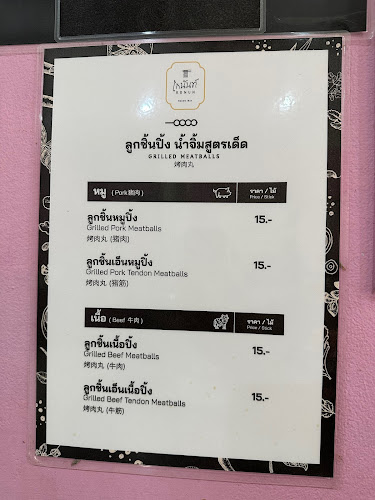 ลูกชิ้นปิ้ง น้ำจิ้มสูตรเด็ด
GRILLED MEATBALLS
烤肉丸
หมู ( Pork 豬肉 ) ราคา / ไม้
Price / Stick
ลูกชิ้นหมูปิ้ง 15.-
Grilled Pork Meatballs
烤肉丸 (豬肉)
ลูกชิ้นเอ็นหมูปิ้ง 15.-
Grilled Pork Tendon Meatballs
烤肉丸 (猪筋)
เนื้อ ( Beef 牛肉 ) ราคา / ไม้
Price / Stick
ลูกชิ้นเนื้อปิ้ง 15.-
Grilled Beef Meatballs
烤肉丸 (牛肉)
ลูกชิ้นเอ็นเนื้อปิ้ง 15.-
Grilled Beef Tendon Meatballs
烤肉丸 (牛筋)